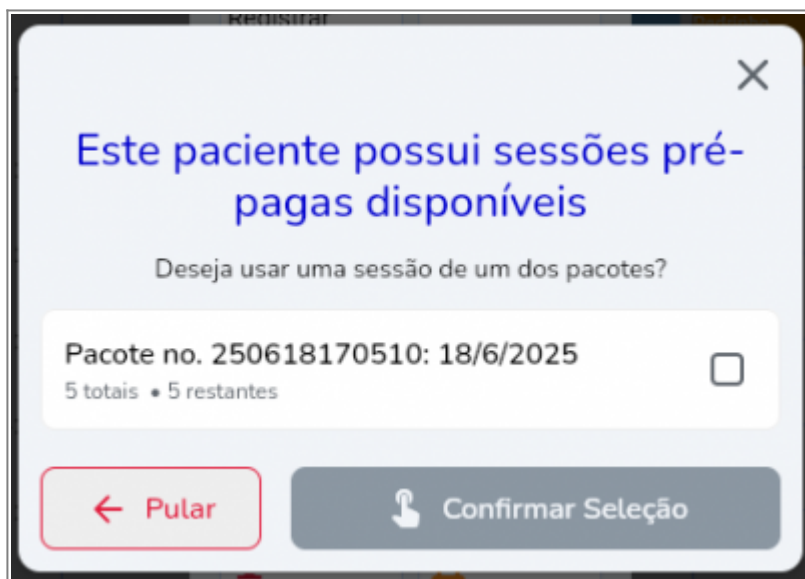 Registrar
Este paciente possui sessões pré-
pagas disponíveis
Deseja usar uma sessão de um dos pacotes?
Pacote no. 250618170510: 18/6/2025
5 totais • 5 restantes
Pular
Confirmar Seleção